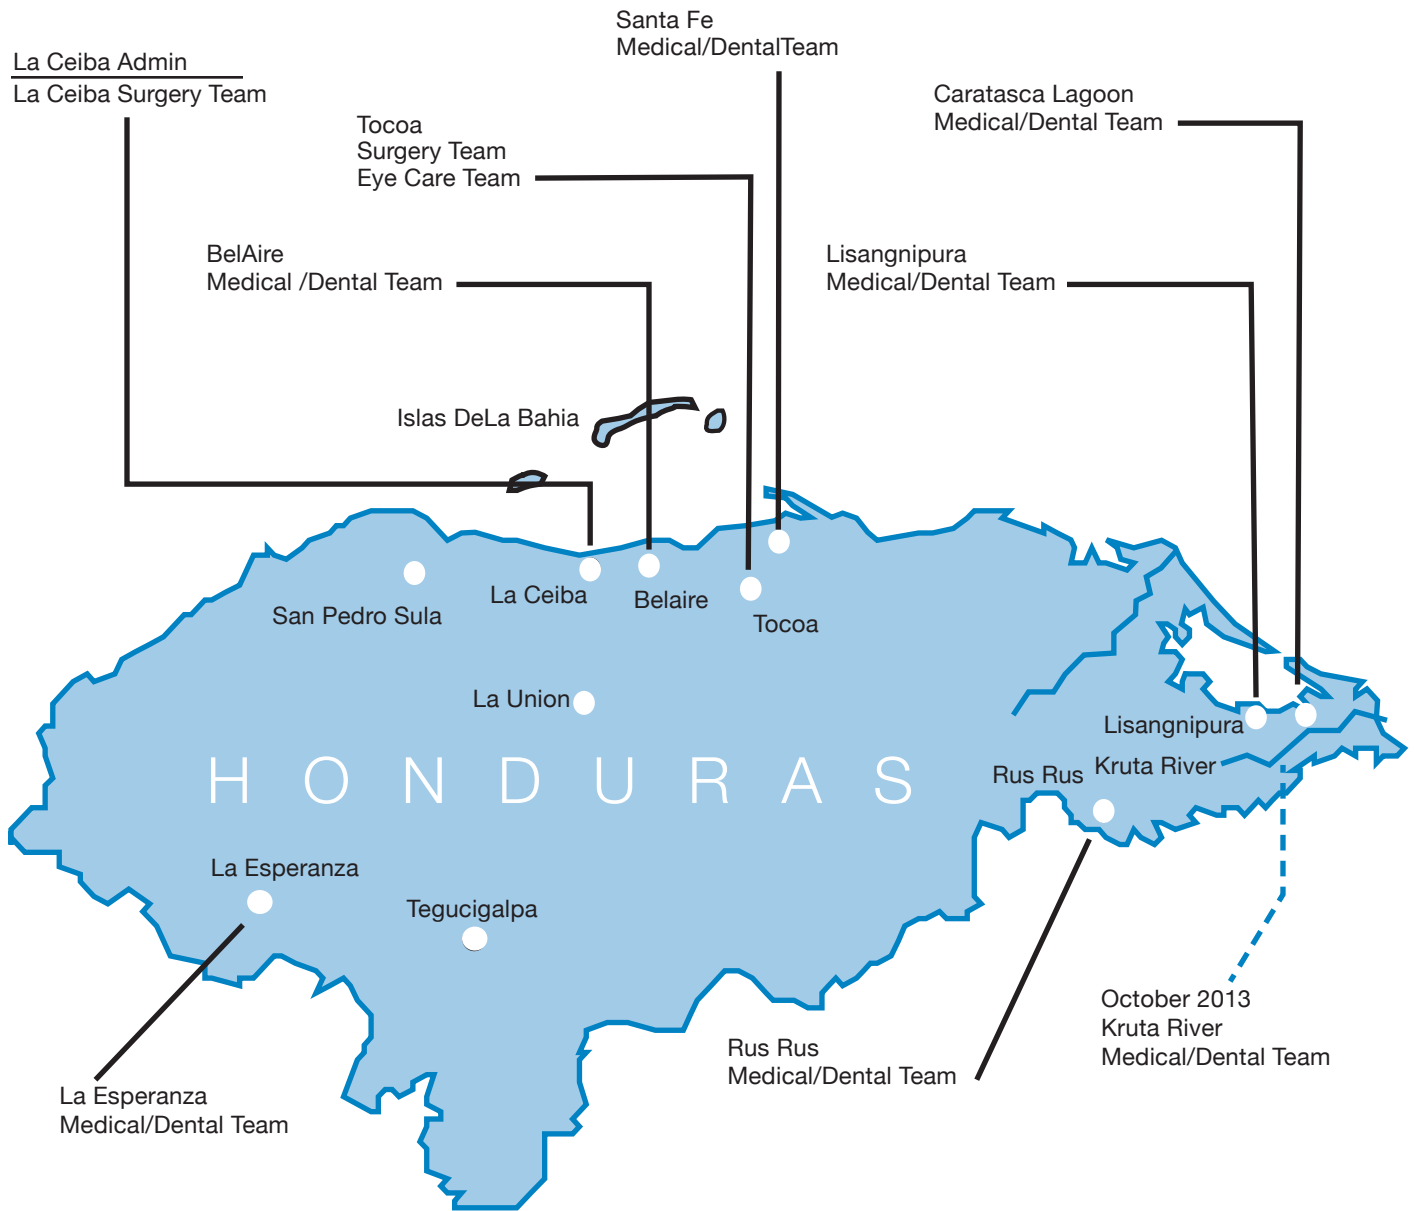 Santa Fe
Medical/DentalTeam
La Ceiba Admin
La Ceiba Surgery Team
Caratasca Lagoon
Medical/Dental Team
Tocoa
Surgery Team
Eye Care Team
BelAire
Medical /Dental Team
Lisangnipura
Medical/Dental Team
Islas DeLa Bahia
La Ceiba
Belaire
San Pedro Sula
Tocoa
La Union
Lisangnipura
Kruta River
Rus Rus
HONDURAS
La Esperanza
Tegucigalpa
October 2013
Kruta River
Medical/Dental Team
Rus Rus
Medical/Dental Team
La Esperanza
Medical/Dental Team